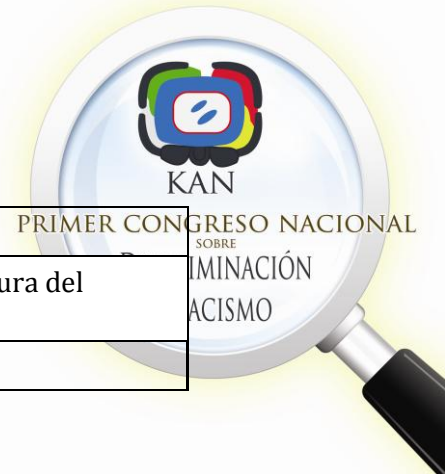 KAN
PRIMER CONGRESO NACIONAL
SOBRE
IMINACIÓN
ura del
ACISMO